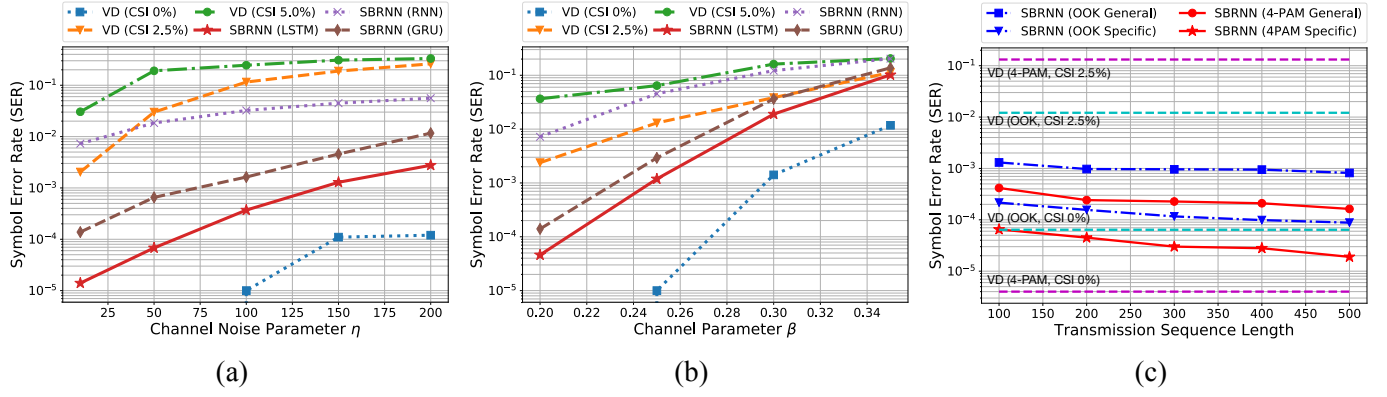 VD (CSI 0%) VD (CSI 5.0%) SBRNN (RNN)
VD (CSI 2.5%) SBRNN (LSTM) SBRNN (GRU)
Symbol Error Rate (SER)
10⁻¹
10⁻²
10⁻³
10⁻⁴
10⁻⁵
0 25 50 75 100 125 150 175 200
Channel Noise Parameter η
(a)
VD (CSI 0%) VD (CSI 5.0%) SBRNN (RNN)
VD (CSI 2.5%) SBRNN (LSTM) SBRNN (GRU)
Symbol Error Rate (SER)
10⁻¹
10⁻²
10⁻³
10⁻⁴
10⁻⁵
0.20 0.22 0.24 0.26 0.28 0.30 0.32 0.34
Channel Parameter β
(b)
SBRNN (OOK General) SBRNN (4-PAM General)
SBRNN (OOK Specific) SBRNN (4PAM Specific)
Symbol Error Rate (SER)
10⁻¹
10⁻²
10⁻³
10⁻⁴
10⁻⁵
VD (4-PAM, CSI 2.5%)
VD (OOK, CSI 2.5%)
VD (OOK, CSI 0%)
VD (4-PAM, CSI 0%)
100 150 200 250 300 350 400 450 500
Transmission Sequence Length
(c)